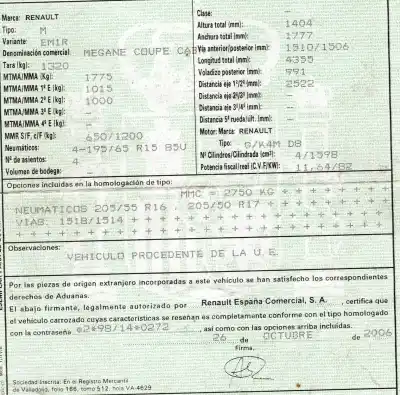 Marca: RENAULT
Tipo: M
Variante: EM1R
Denominación comercial: MEGANE COUPE CAB
Tara (kg): 1320
MTMA/MMA (kg): 1775
MTMA/MMA 1º E (kg): 1015
MTMA/MMA 2º E (kg): 1000
MTMA/MMA 3º E (kg): —
MTMA/MMA 4º E (kg): —
MMR S/F, c/F (kg): 650/1200
Neumáticos: 4-195/65 R15 85U
Nº de asientos: 4
Volumen de bodega: —
Clase: —
Altura total (mm): 1404
Anchura total (mm): 1777
Vía anterior/posterior (mm): 1510/1506
Longitud total (mm): 4355
Voladizo posterior (mm): 991
Distancia eje 1º/2º (mm): 2522
Distancia eje 2º/3º (mm): —
Distancia eje 3º/4º (mm): —
Distancia 5ª rueda/últ. (mm): —
Motor: Marca: RENAULT
Tipo: G/K4M D8
Nº Cilindros/Cilindrada (cm³): 4/1598
Potencia fiscal/real (C.V.F/KW): 11,64/82
Opciones incluidas en la homologación de tipo:
MMC = 2750 KG + + + + + + +
NEUMATICOS 205/55 R16 , 205/50 R17 + + + + + +
VIAS: 1518/1514 + + + + + + + + + + + + + +
Observaciones:
VEHICULO PROCEDENTE DE LA U.E.
Por las piezas de origen extranjero incorporadas a este vehículo se han satisfecho los correspondientes
derechos de Aduanas.
El abajo firmante, legalmente autorizado por Renault España Comercial, S. A. , certifica que
el vehículo carrozado cuyas características se reseñan es completamente conforme con el tipo homologado
con la contraseña e2*98/14*0272 , así como con las opciones arriba incluidas.
26 de OCTUBRE de 2006
Firma.
Sociedad inscrita: En el Registro Mercantil
de Valladolid, folio 166, tomo 512, hoja VA-4629